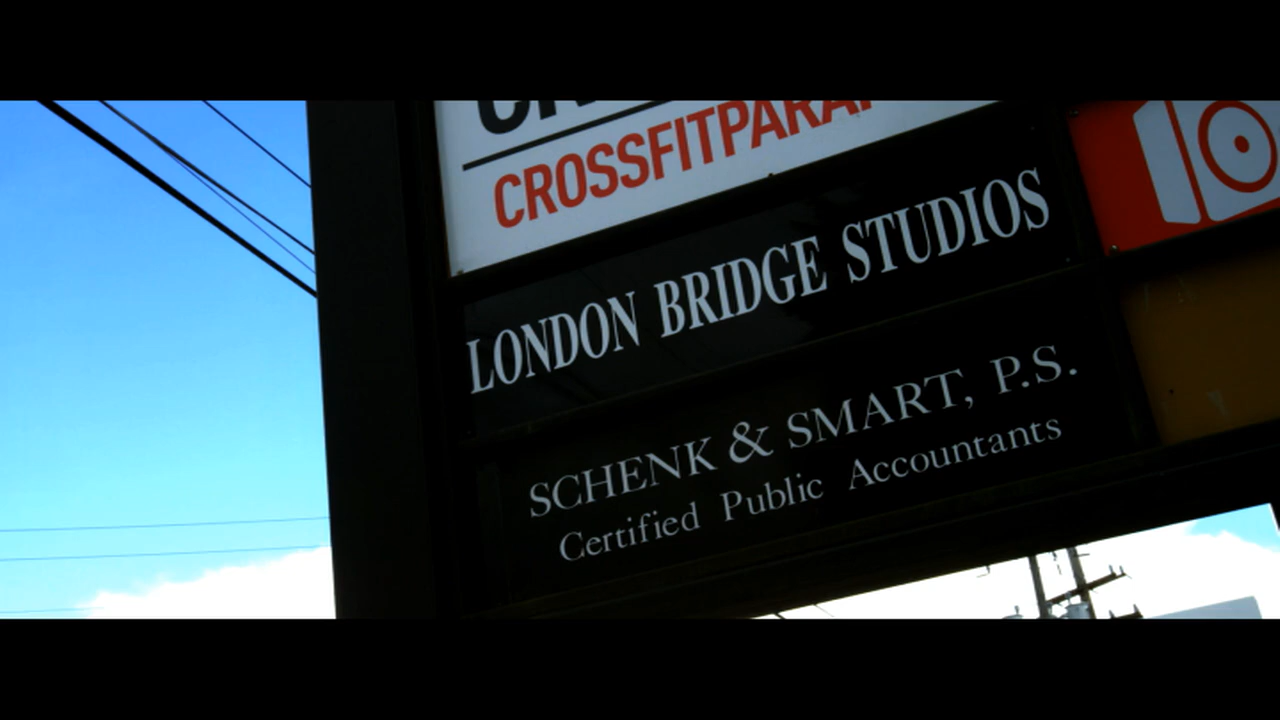 CROSSFITPARA
LONDON BRIDGE STUDIOS
SCHENK & SMART, P.S.
Certified Public Accountants